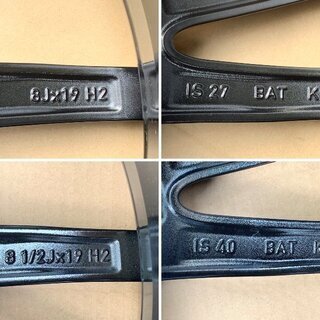 8Jx19 H2
IS 27 BAT K
8 1/2Jx19 H2
IS 40 BAT